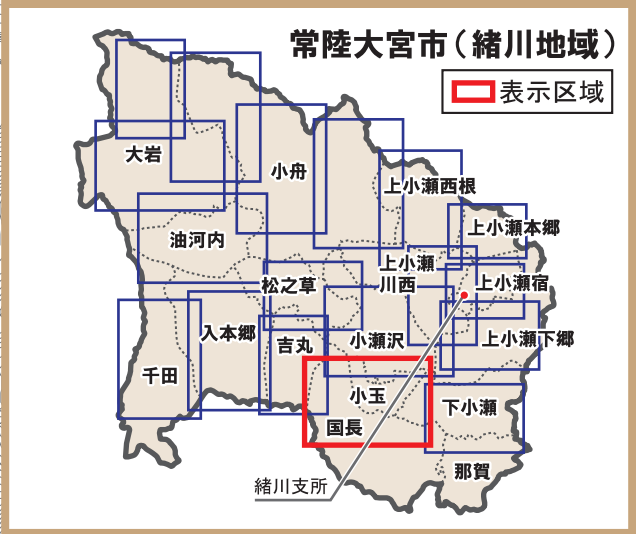 常陸大宮市（緒川地域）
表示区域
大岩
小舟
上小瀬西根
上小瀬本郷
油河内
上小瀬
川西
上小瀬宿
松之草
入本郷
吉丸
小瀬沢
上小瀬下郷
千田
小玉
下小瀬
国長
那賀
緒川支所